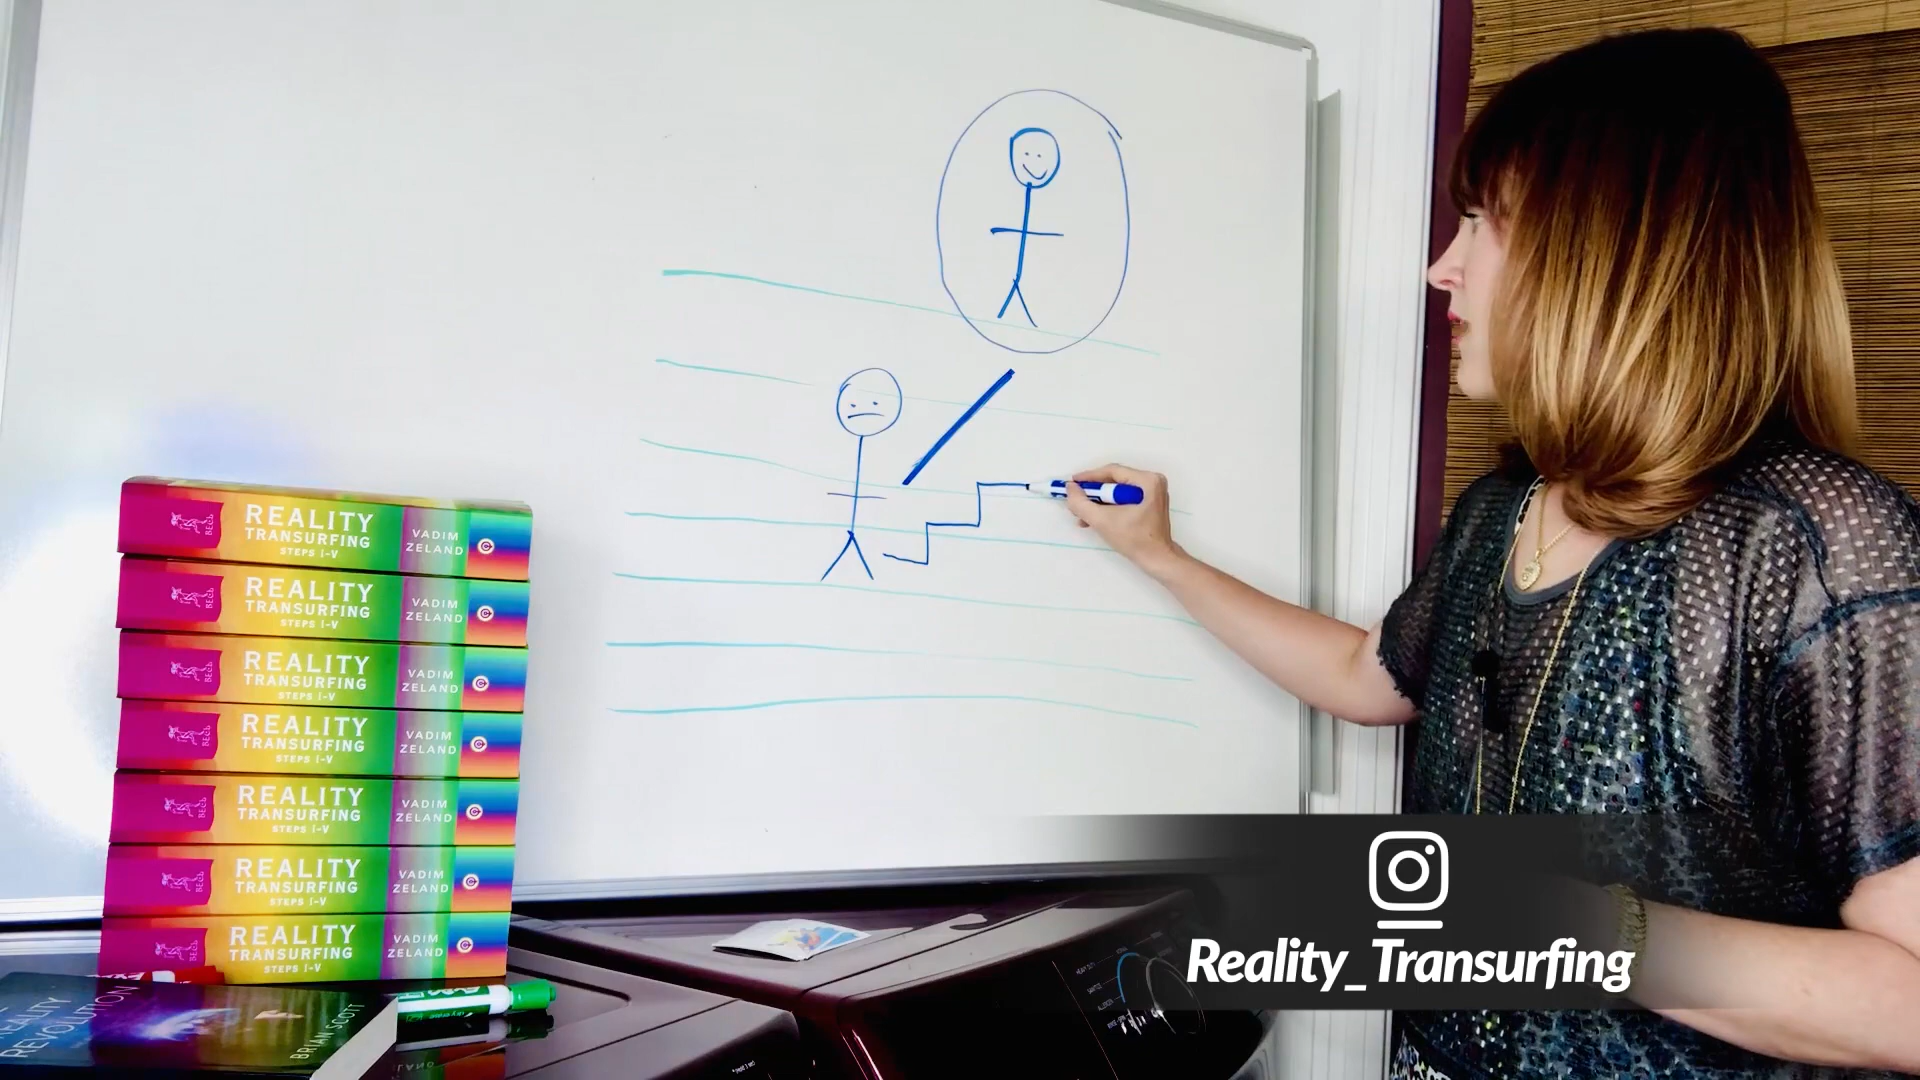 REALITY
TRANSURFING
STEPS I-V
VADIM
ZELAND
REALITY
TRANSURFING
STEPS I-V
VADIM
ZELAND
REALITY
TRANSURFING
STEPS I-V
VADIM
ZELAND
REALITY
TRANSURFING
STEPS I-V
VADIM
ZELAND
REALITY
TRANSURFING
STEPS I-V
VADIM
ZELAND
REALITY
TRANSURFING
STEPS I-V
VADIM
ZELAND
REALITY
TRANSURFING
STEPS I-V
VADIM
ZELAND
REALITY
REVOLUTION
BRIAN SCOTT
Reality_Transurfing